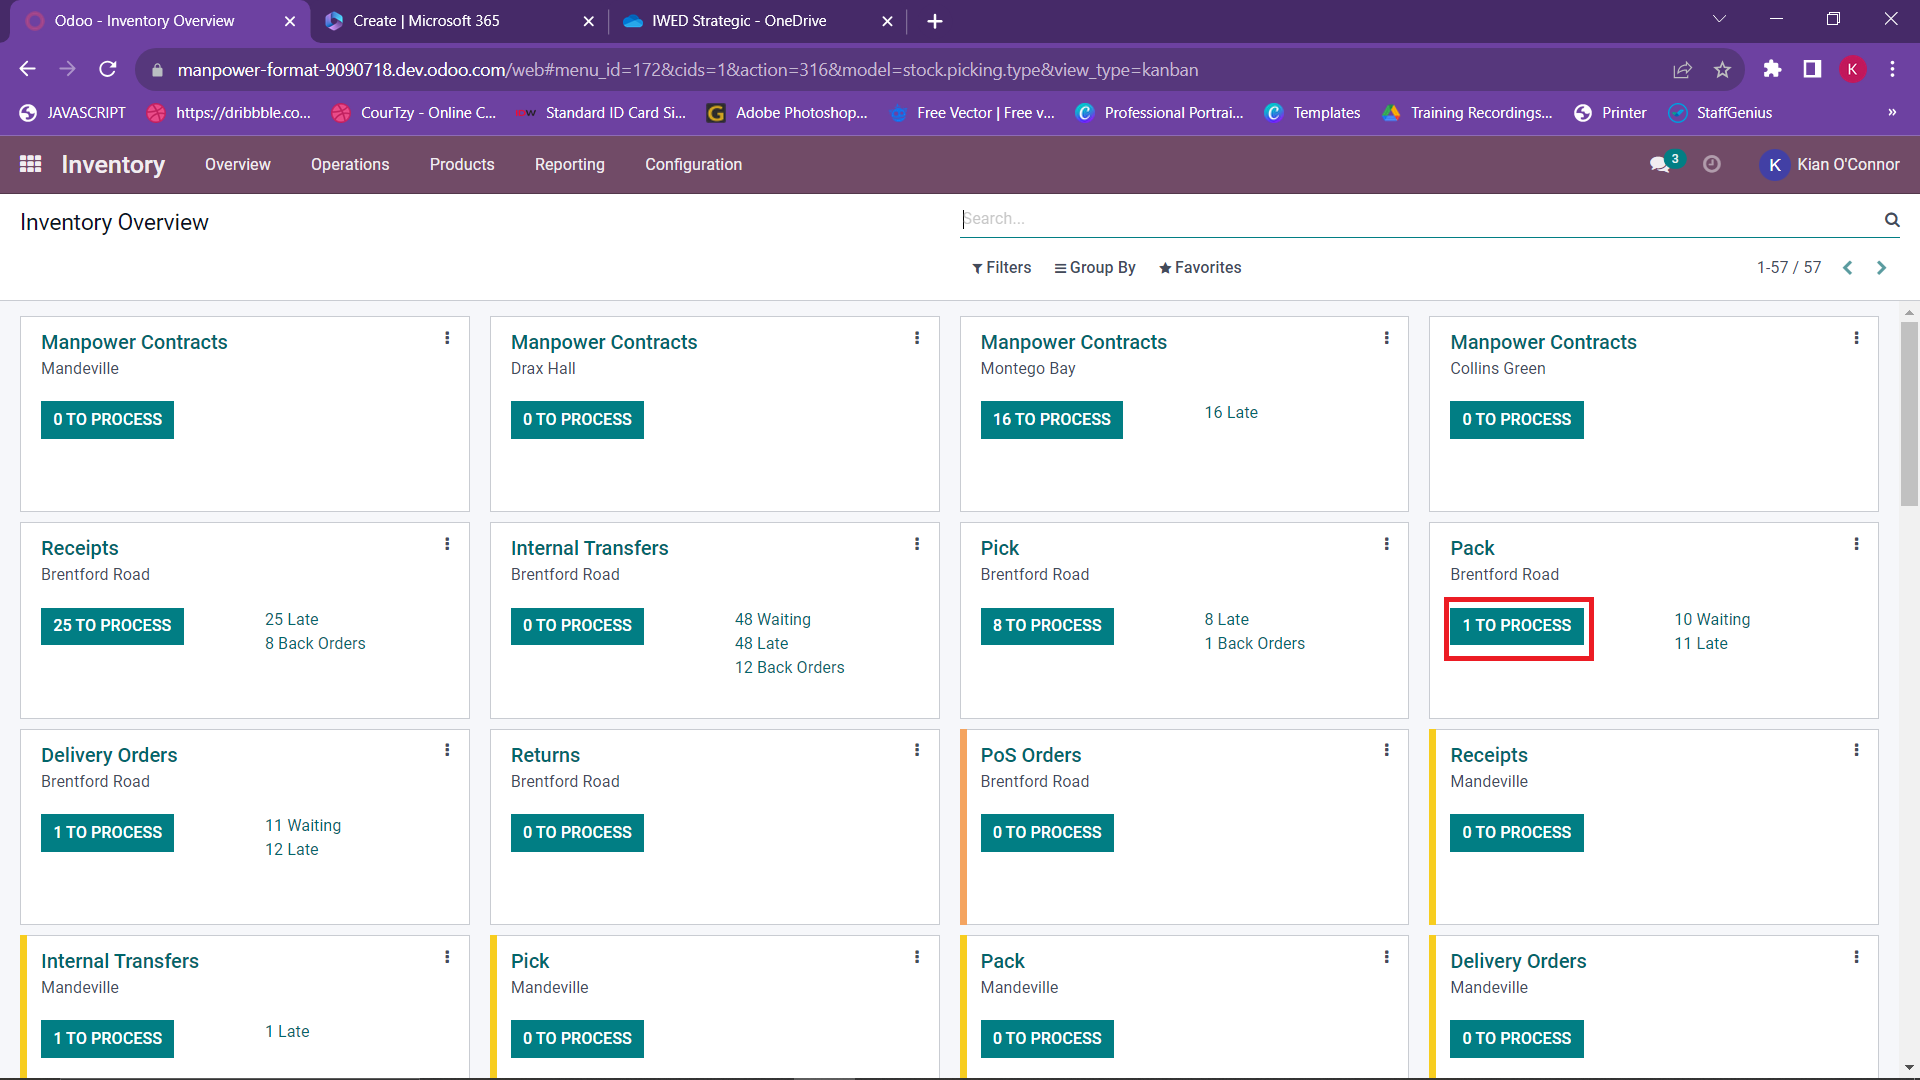 Odoo - Inventory Overview
Create | Microsoft 365
IWED Strategic - OneDrive
manpower-format-9090718.dev.odoo.com/web#menu_id=172&cids=1&action=316&model=stock.picking.type&view_type=kanban
K
JAVASCRIPT
https://dribbble.co...
CourTzy - Online C...
Standard ID Card Si...
Adobe Photoshop...
Free Vector | Free v...
Professional Portrai...
Templates
Training Recordings...
Printer
StaffGenius
»
Inventory
Overview
Operations
Products
Reporting
Configuration
3
K
Kian O'Connor
Inventory Overview
Search...
Filters
Group By
Favorites
1-57 / 57
Manpower Contracts
Mandeville
0 TO PROCESS
Manpower Contracts
Drax Hall
0 TO PROCESS
Manpower Contracts
Montego Bay
16 TO PROCESS
16 Late
Manpower Contracts
Collins Green
0 TO PROCESS
Receipts
Brentford Road
25 TO PROCESS
25 Late
8 Back Orders
Internal Transfers
Brentford Road
0 TO PROCESS
48 Waiting
48 Late
12 Back Orders
Pick
Brentford Road
8 TO PROCESS
8 Late
1 Back Orders
Pack
Brentford Road
1 TO PROCESS
10 Waiting
11 Late
Delivery Orders
Brentford Road
1 TO PROCESS
11 Waiting
12 Late
Returns
Brentford Road
0 TO PROCESS
PoS Orders
Brentford Road
0 TO PROCESS
Receipts
Mandeville
0 TO PROCESS
Internal Transfers
Mandeville
1 TO PROCESS
1 Late
Pick
Mandeville
0 TO PROCESS
Pack
Mandeville
0 TO PROCESS
Delivery Orders
Mandeville
0 TO PROCESS